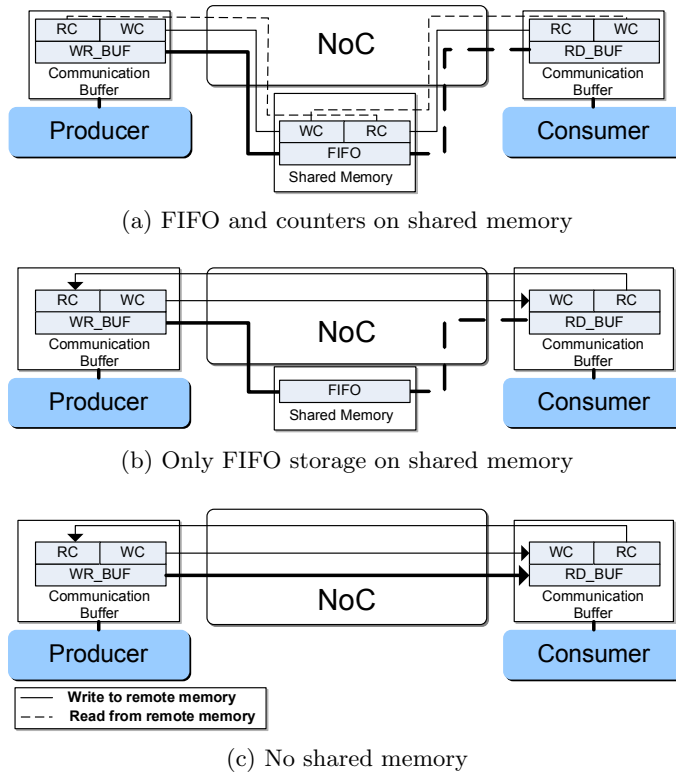 RC WC NoC RC WC
WR_BUF RD_BUF
Communication Buffer Communication Buffer
Producer WC RC Consumer
FIFO
Shared Memory
(a) FIFO and counters on shared memory
RC WC NoC WC RC
WR_BUF RD_BUF
Communication Buffer Communication Buffer
Producer FIFO Consumer
Shared Memory
(b) Only FIFO storage on shared memory
RC WC WC RC
WR_BUF NoC RD_BUF
Communication Buffer Communication Buffer
Producer Consumer
Write to remote memory
Read from remote memory
(c) No shared memory